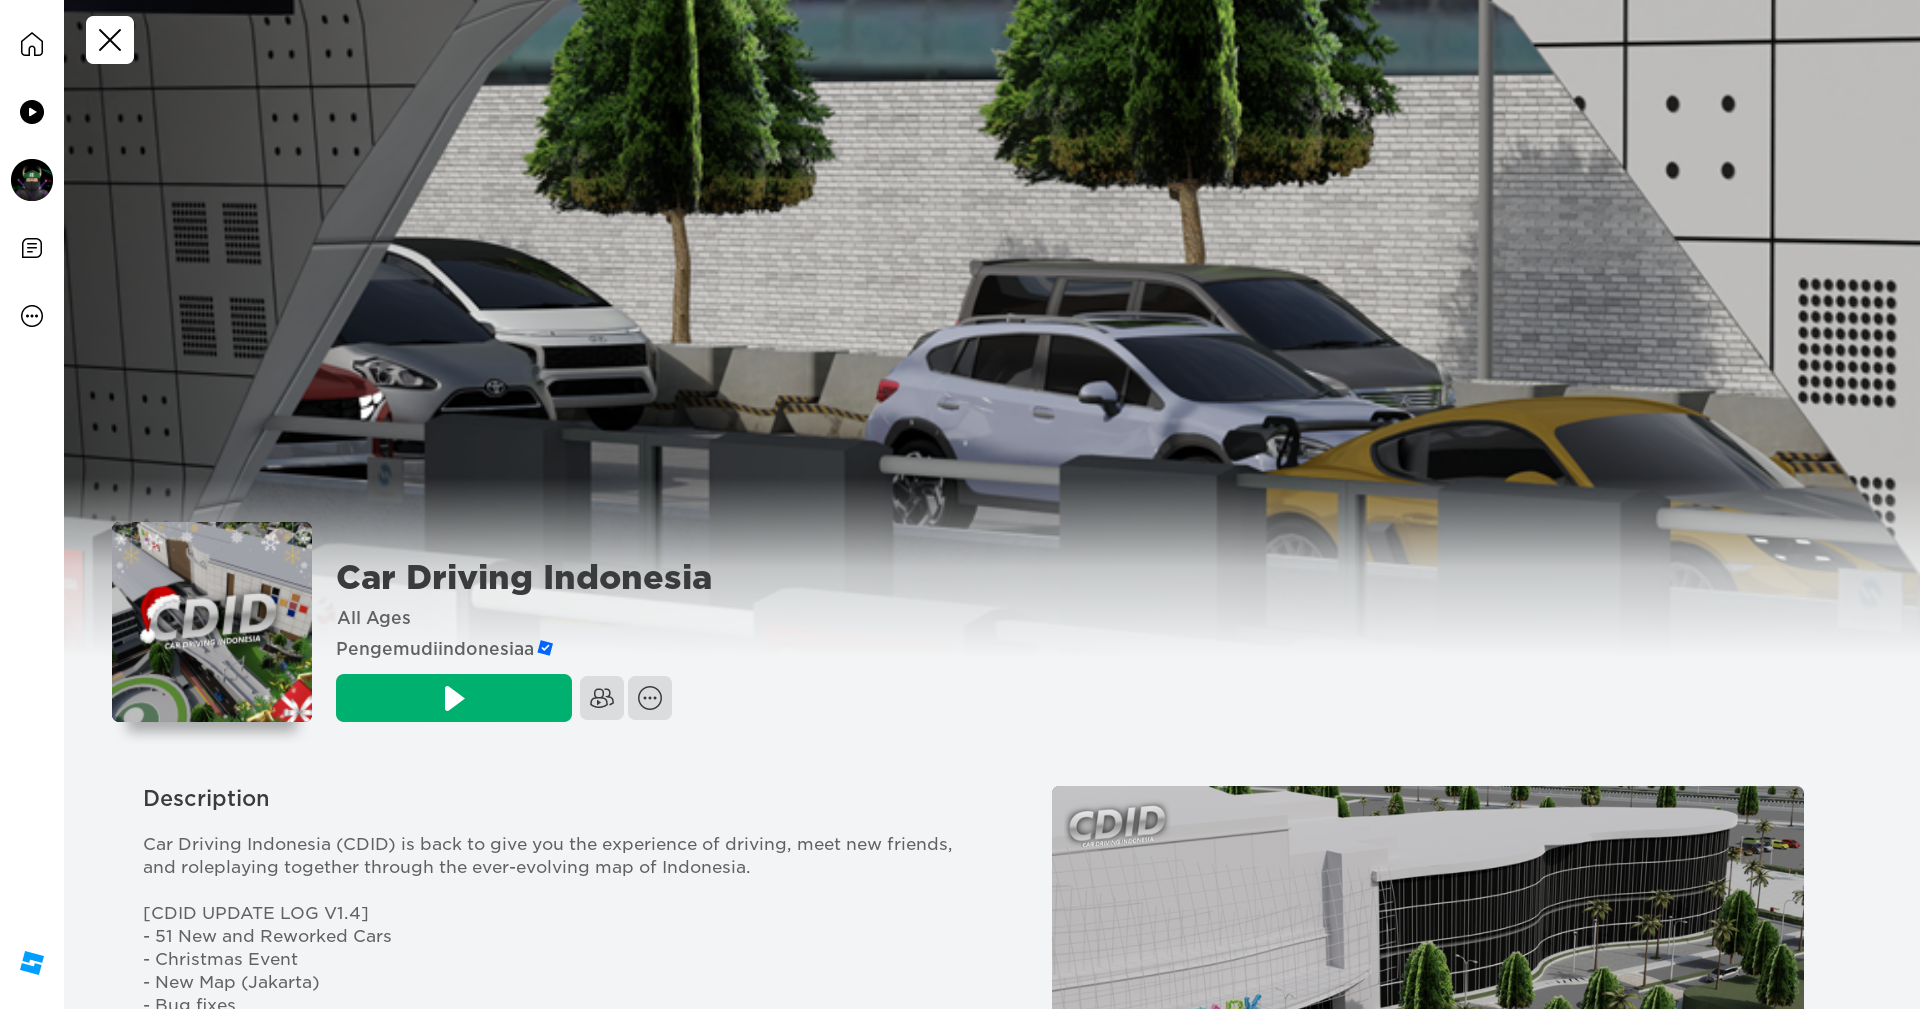 Car Driving Indonesia
All Ages
Pengemudiindonesiaa
CDID
CAR DRIVING INDONESIA
Description
Car Driving Indonesia (CDID) is back to give you the experience of driving, meet new friends,
and roleplaying together through the ever-evolving map of Indonesia.
[CDID UPDATE LOG V1.4]
- 51 New and Reworked Cars
- Christmas Event
- New Map (Jakarta)
- Bug fixes
CDID
CAR DRIVING INDONESIA